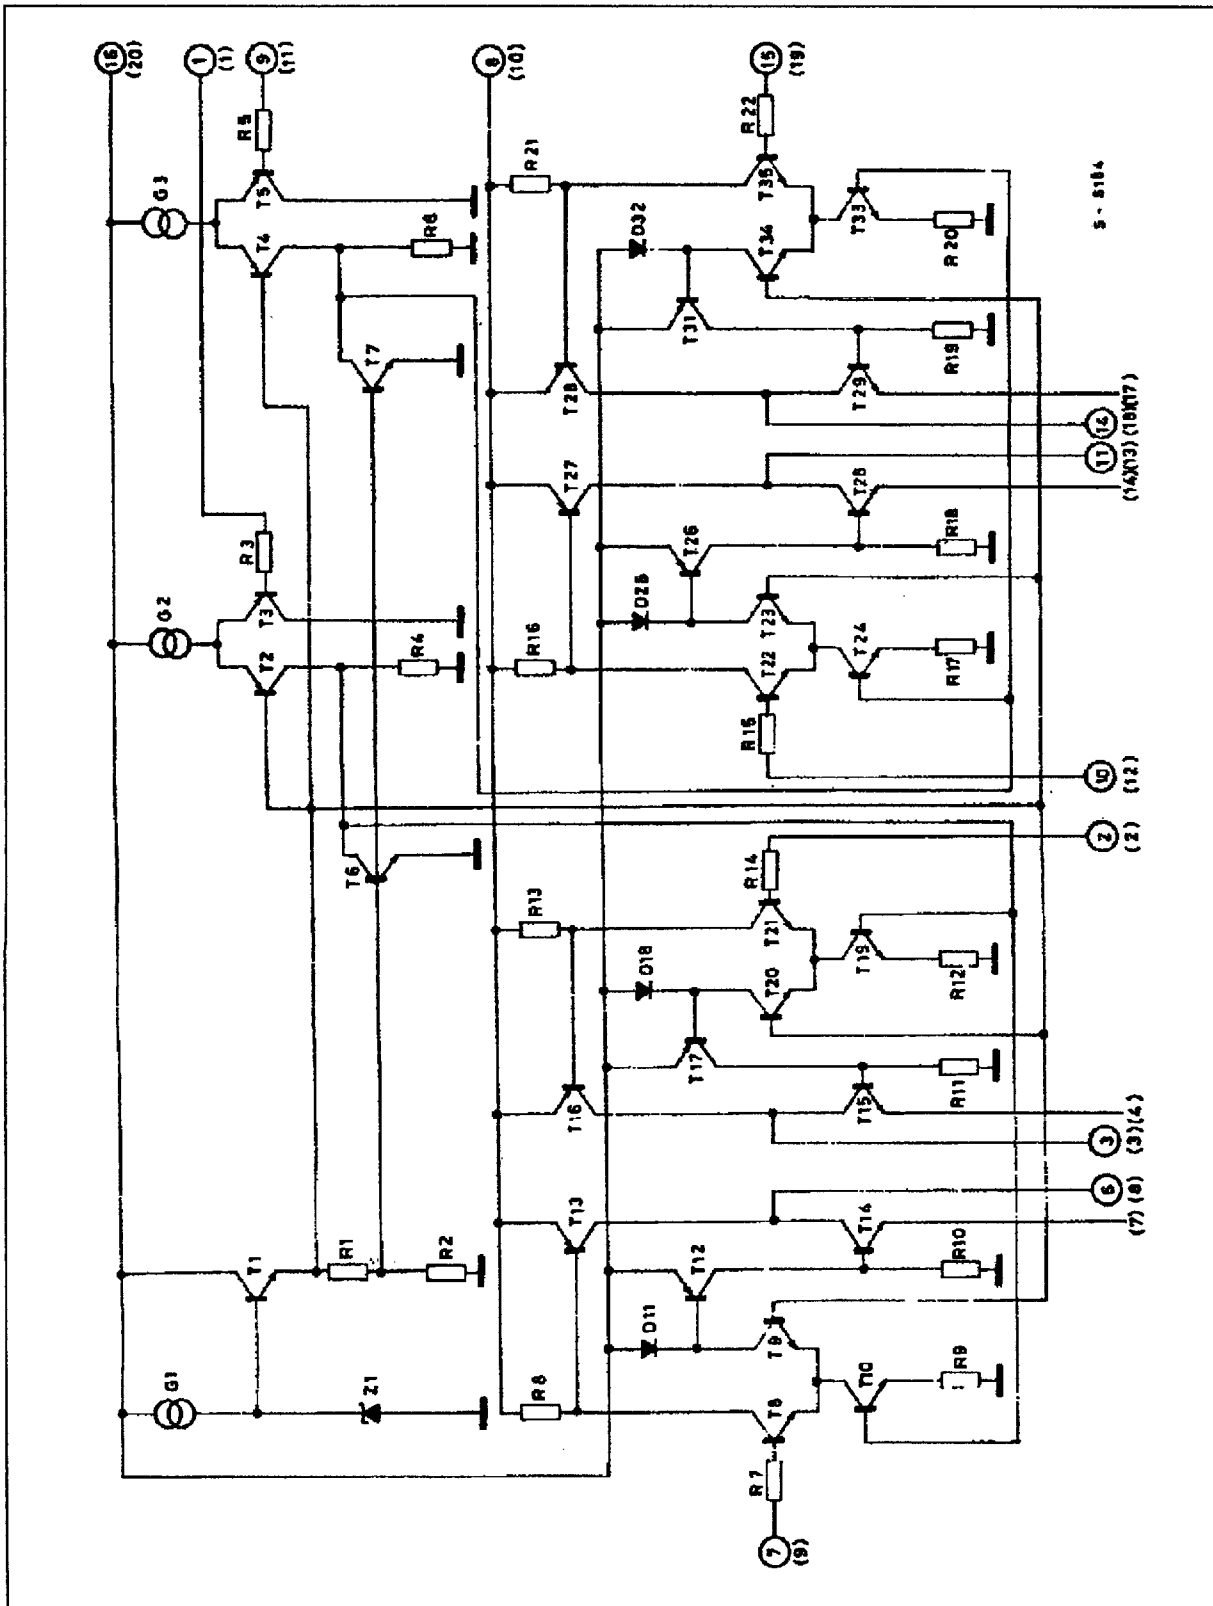 16
(20)
1
(1)
9
(11)
8
(10)
15
(19)
G3
R5
T5
T4
R6
T7
G2
R3
T3
T2
R4
T6
G1
T1
Z1
R1
R2
R21
R22
D32
T35
T34
T33
R20
T31
T28
T29
R19
14
(18)(17)
11
(14)(13)
T27
T26
R18
D25
R16
T23
T22
T24
R17
R15
10
(12)
2
(2)
R14
R13
T21
T20
D18
T19
R12
T17
T16
T15
R11
3
(3)(4)
6
(7)(8)
T13
T14
R10
T12
D11
R8
T9
T8
T10
R9
R7
7
(9)
S - 8184